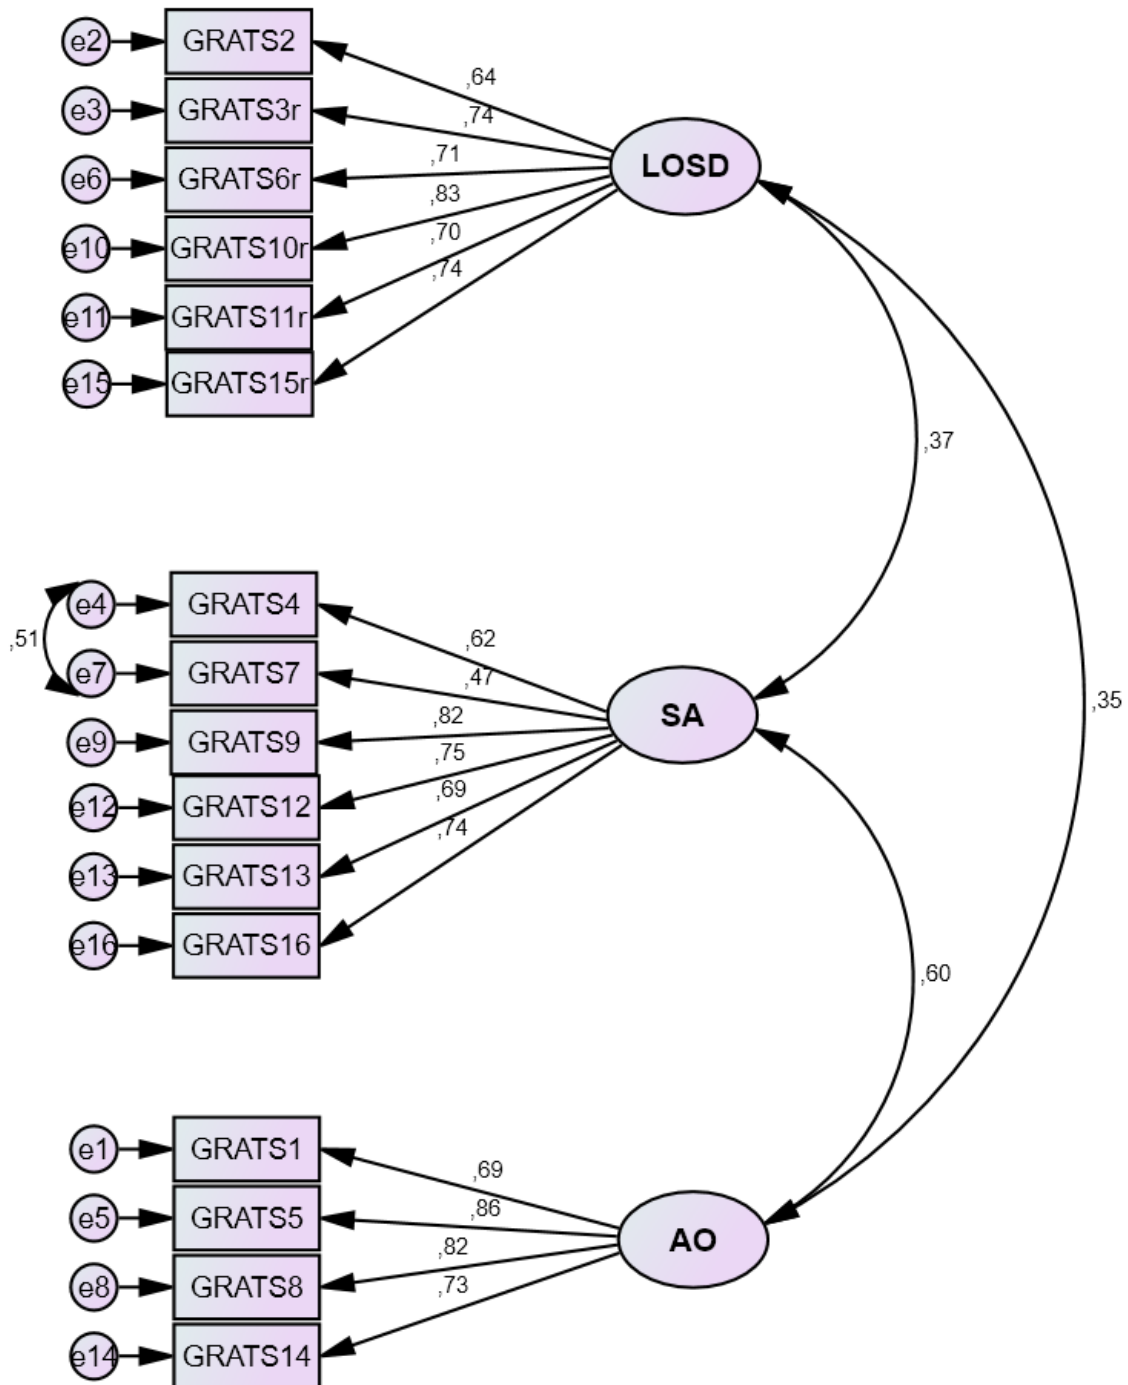 e2 GRATS2
,64
e3 GRATS3r
,74
e6 GRATS6r
,71
LOSD
e10 GRATS10r
,83
e11 GRATS11r
,70
e15 GRATS15r
,74
,37
,51
e4 GRATS4
,62
e7 GRATS7
,47
e9 GRATS9
,82
SA
,35
e12 GRATS12
,75
e13 GRATS13
,69
e16 GRATS16
,74
,60
e1 GRATS1
,69
e5 GRATS5
,86
AO
e8 GRATS8
,82
e14 GRATS14
,73